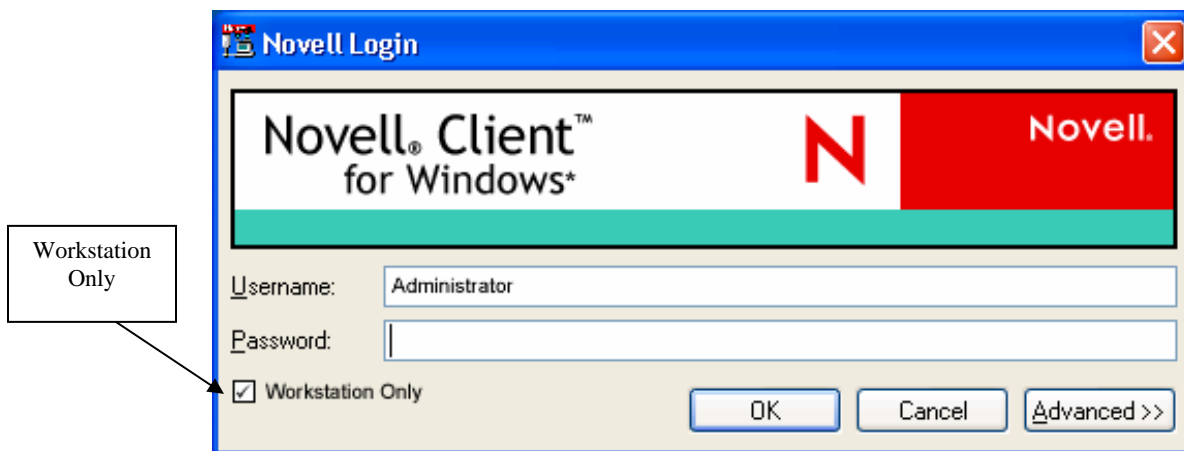 Novell Login
Novell® Client™
for Windows*
N
Novell®
Workstation
Only
Username:
Administrator
Password:
Workstation Only
OK
Cancel
Advanced >>